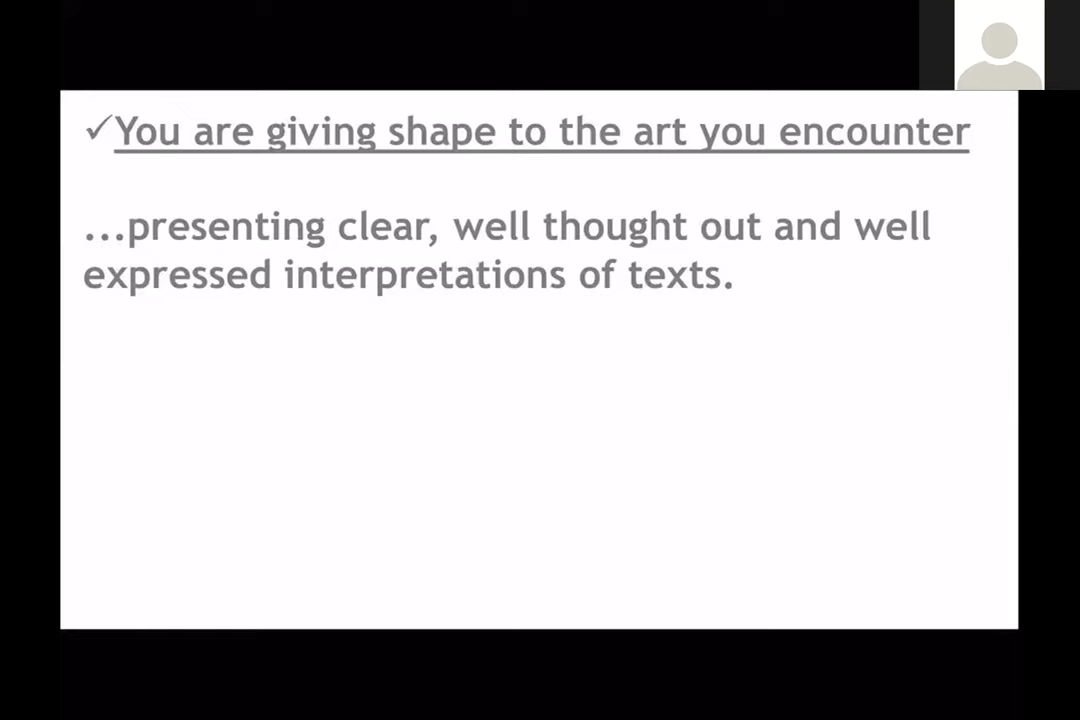 ✓You are giving shape to the art you encounter
...presenting clear, well thought out and well
expressed interpretations of texts.